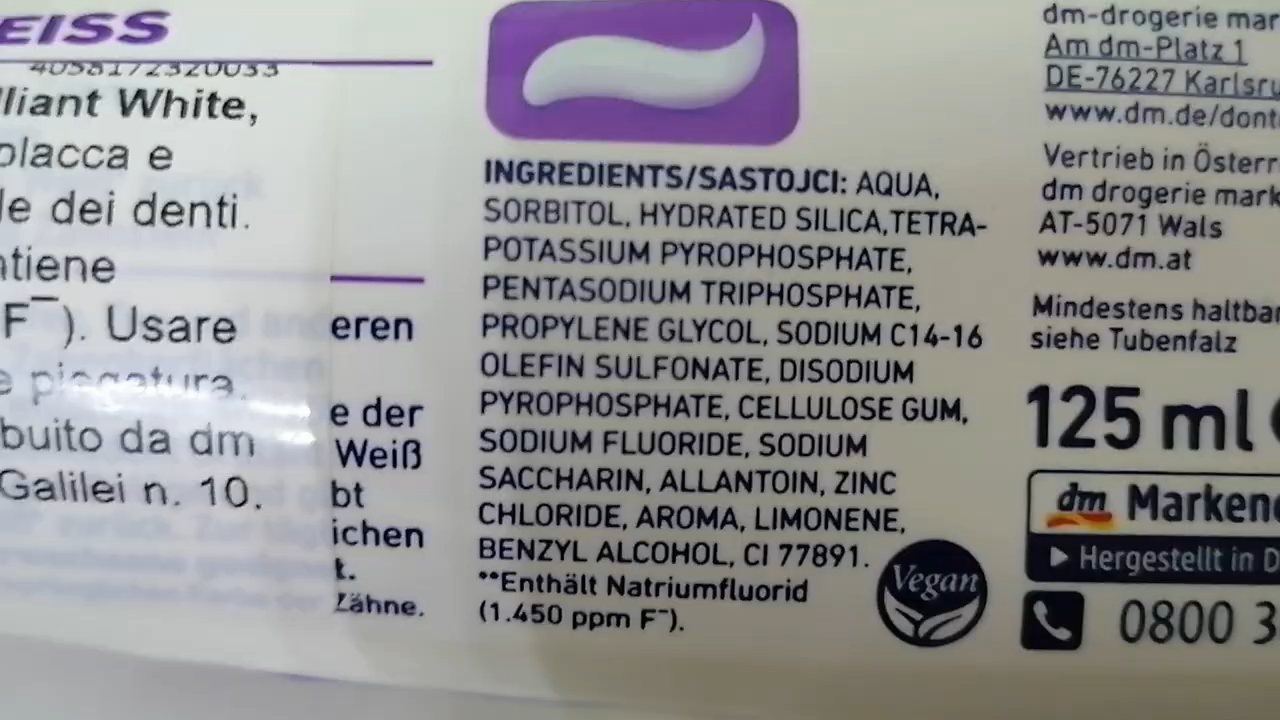 EISS
4058172320033
lliant White,
placca e
le dei denti.
ntiene
F⁻ ). Usare
e piegatura.
buito da dm
Galilei n. 10.
eren
e der
Weiß
bt
ichen
t.
Zähne.
INGREDIENTS/SASTOJCI: AQUA,
SORBITOL, HYDRATED SILICA,TETRA-
POTASSIUM PYROPHOSPHATE,
PENTASODIUM TRIPHOSPHATE,
PROPYLENE GLYCOL, SODIUM C14-16
OLEFIN SULFONATE, DISODIUM
PYROPHOSPHATE, CELLULOSE GUM,
SODIUM FLUORIDE, SODIUM
SACCHARIN, ALLANTOIN, ZINC
CHLORIDE, AROMA, LIMONENE,
BENZYL ALCOHOL, CI 77891.
**Enthält Natriumfluorid
(1.450 ppm F⁻).
Vegan
dm-drogerie mar
Am dm-Platz 1
DE-76227 Karlsru
www.dm.de/dont
Vertrieb in Österr
dm drogerie mark
AT-5071 Wals
www.dm.at
Mindestens haltbar
siehe Tubenfalz
125 ml
dm Markenq
Hergestellt in D
0800 3